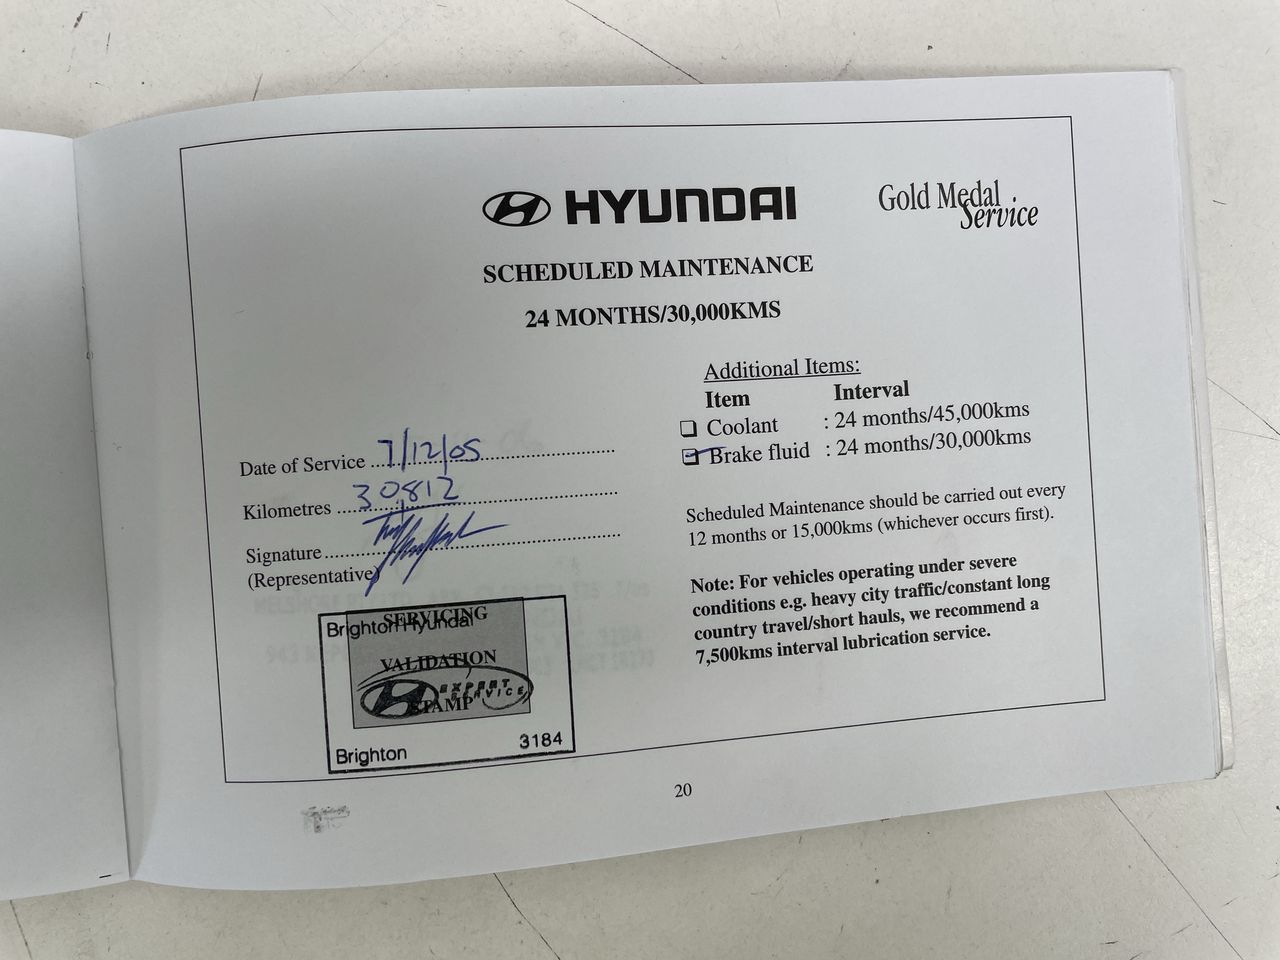 HYUNDAI
Gold Medal
Service
SCHEDULED MAINTENANCE
24 MONTHS/30,000KMS
Additional Items:
Item Interval
Coolant : 24 months/45,000kms
Brake fluid : 24 months/30,000kms
Date of Service 7/12/05
Kilometres 30812
Signature
(Representative)
Scheduled Maintenance should be carried out every
12 months or 15,000kms (whichever occurs first).
Note: For vehicles operating under severe
conditions e.g. heavy city traffic/constant long
country travel/short hauls, we recommend a
7,500kms interval lubrication service.
SERVICING
Brighton Hyundai
VALIDATION
EXPERT
SERVICE
STAMP
Brighton 3184
20